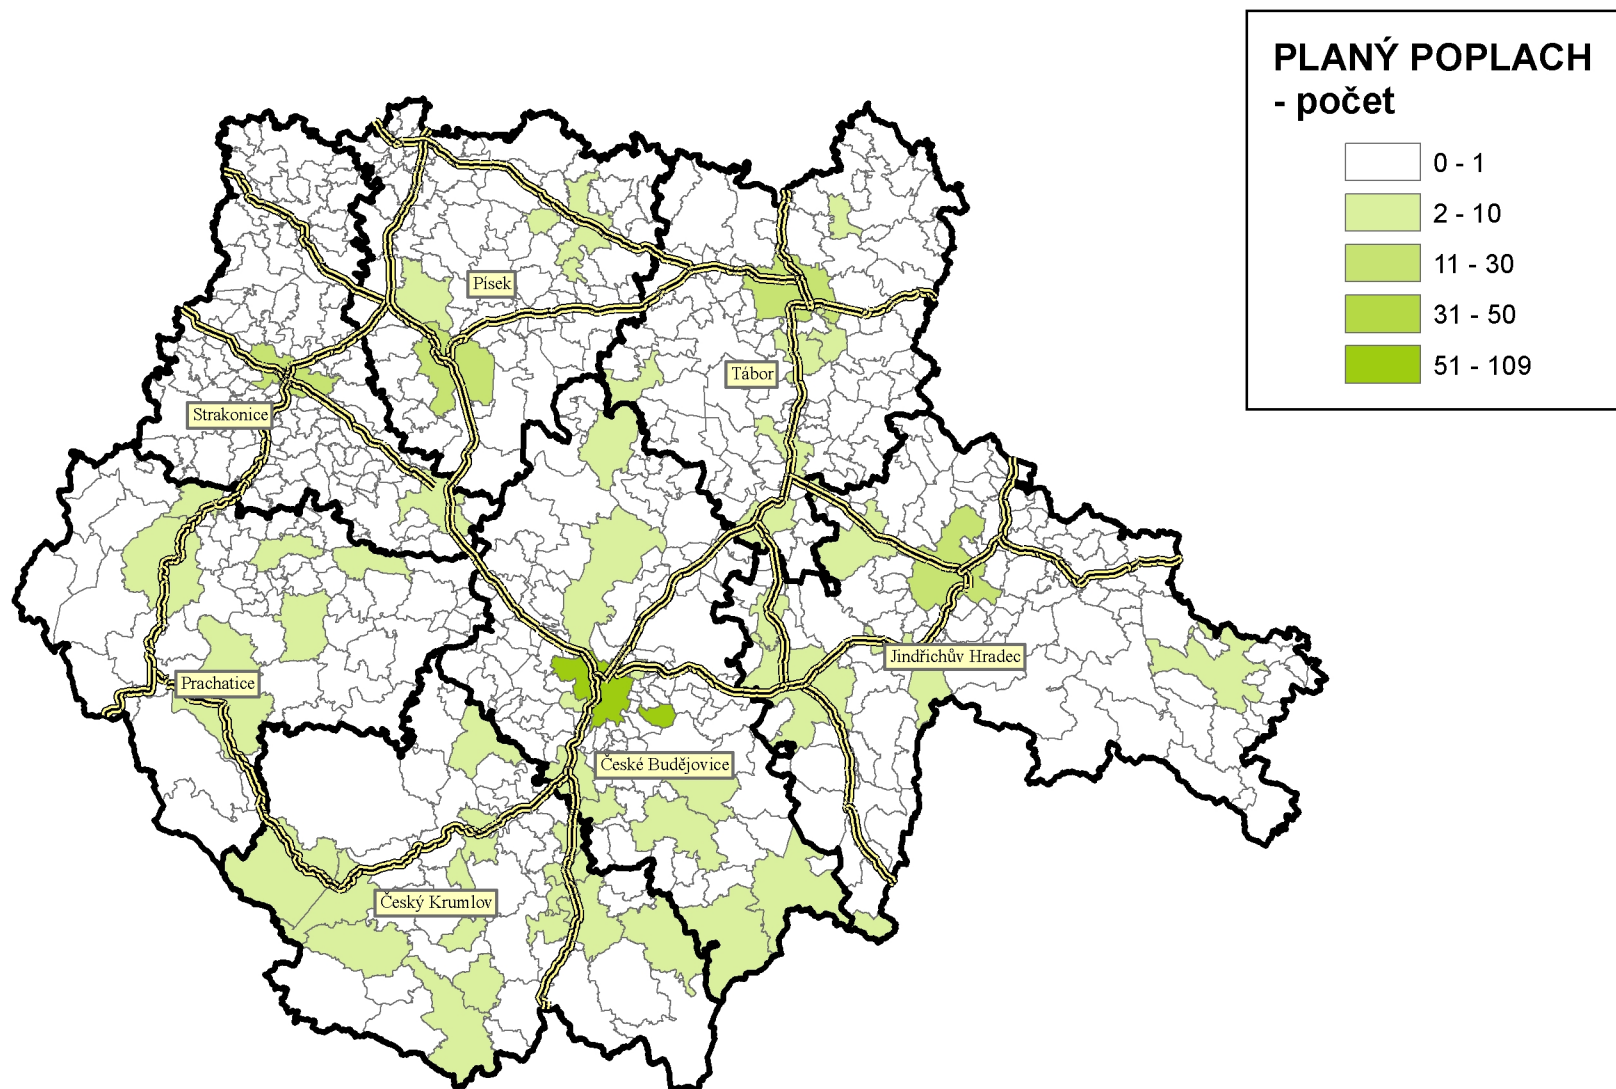 PLANÝ POPLACH
- počet
0 - 1
2 - 10
11 - 30
31 - 50
51 - 109
Písek
Tábor
Strakonice
Jindřichův Hradec
Prachatice
České Budějovice
Český Krumlov